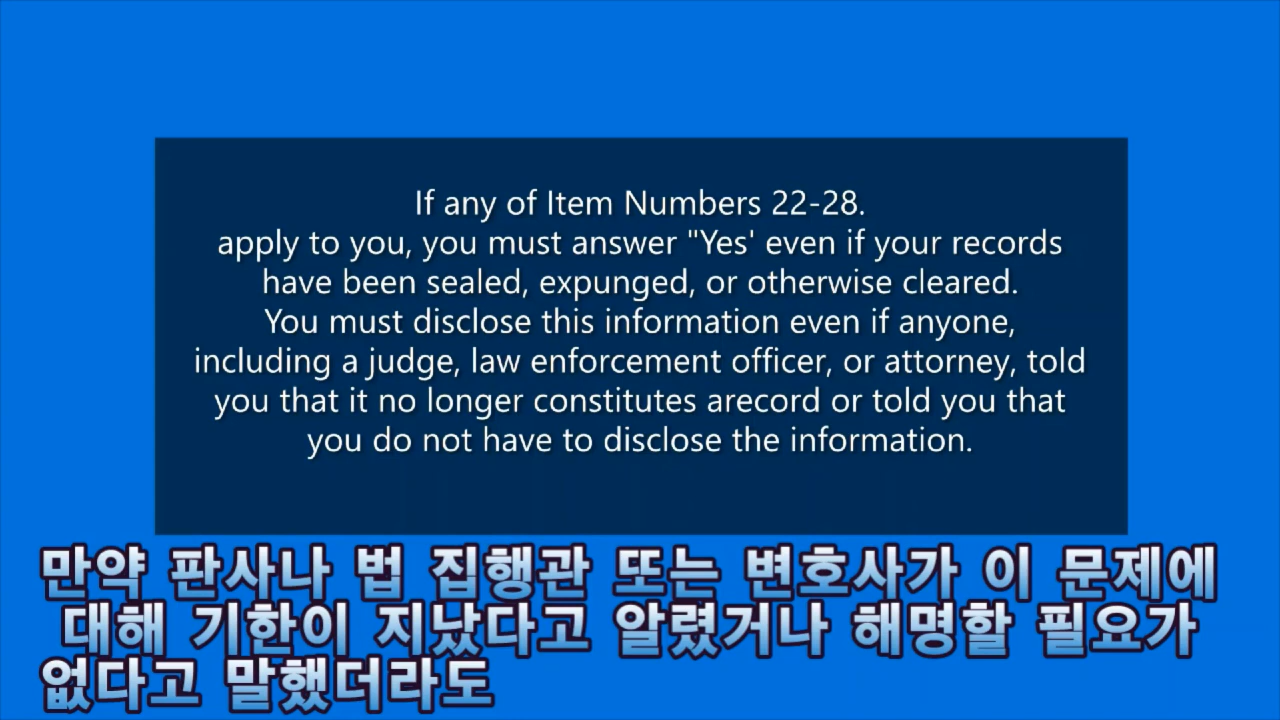 If any of Item Numbers 22-28.
apply to you, you must answer "Yes' even if your records
have been sealed, expunged, or otherwise cleared.
You must disclose this information even if anyone,
including a judge, law enforcement officer, or attorney, told
you that it no longer constitutes arecord or told you that
you do not have to disclose the information.
만약 판사나 법 집행관 또는 변호사가 이 문제에
대해 기한이 지났다고 알렸거나 해명할 필요가
없다고 말했더라도